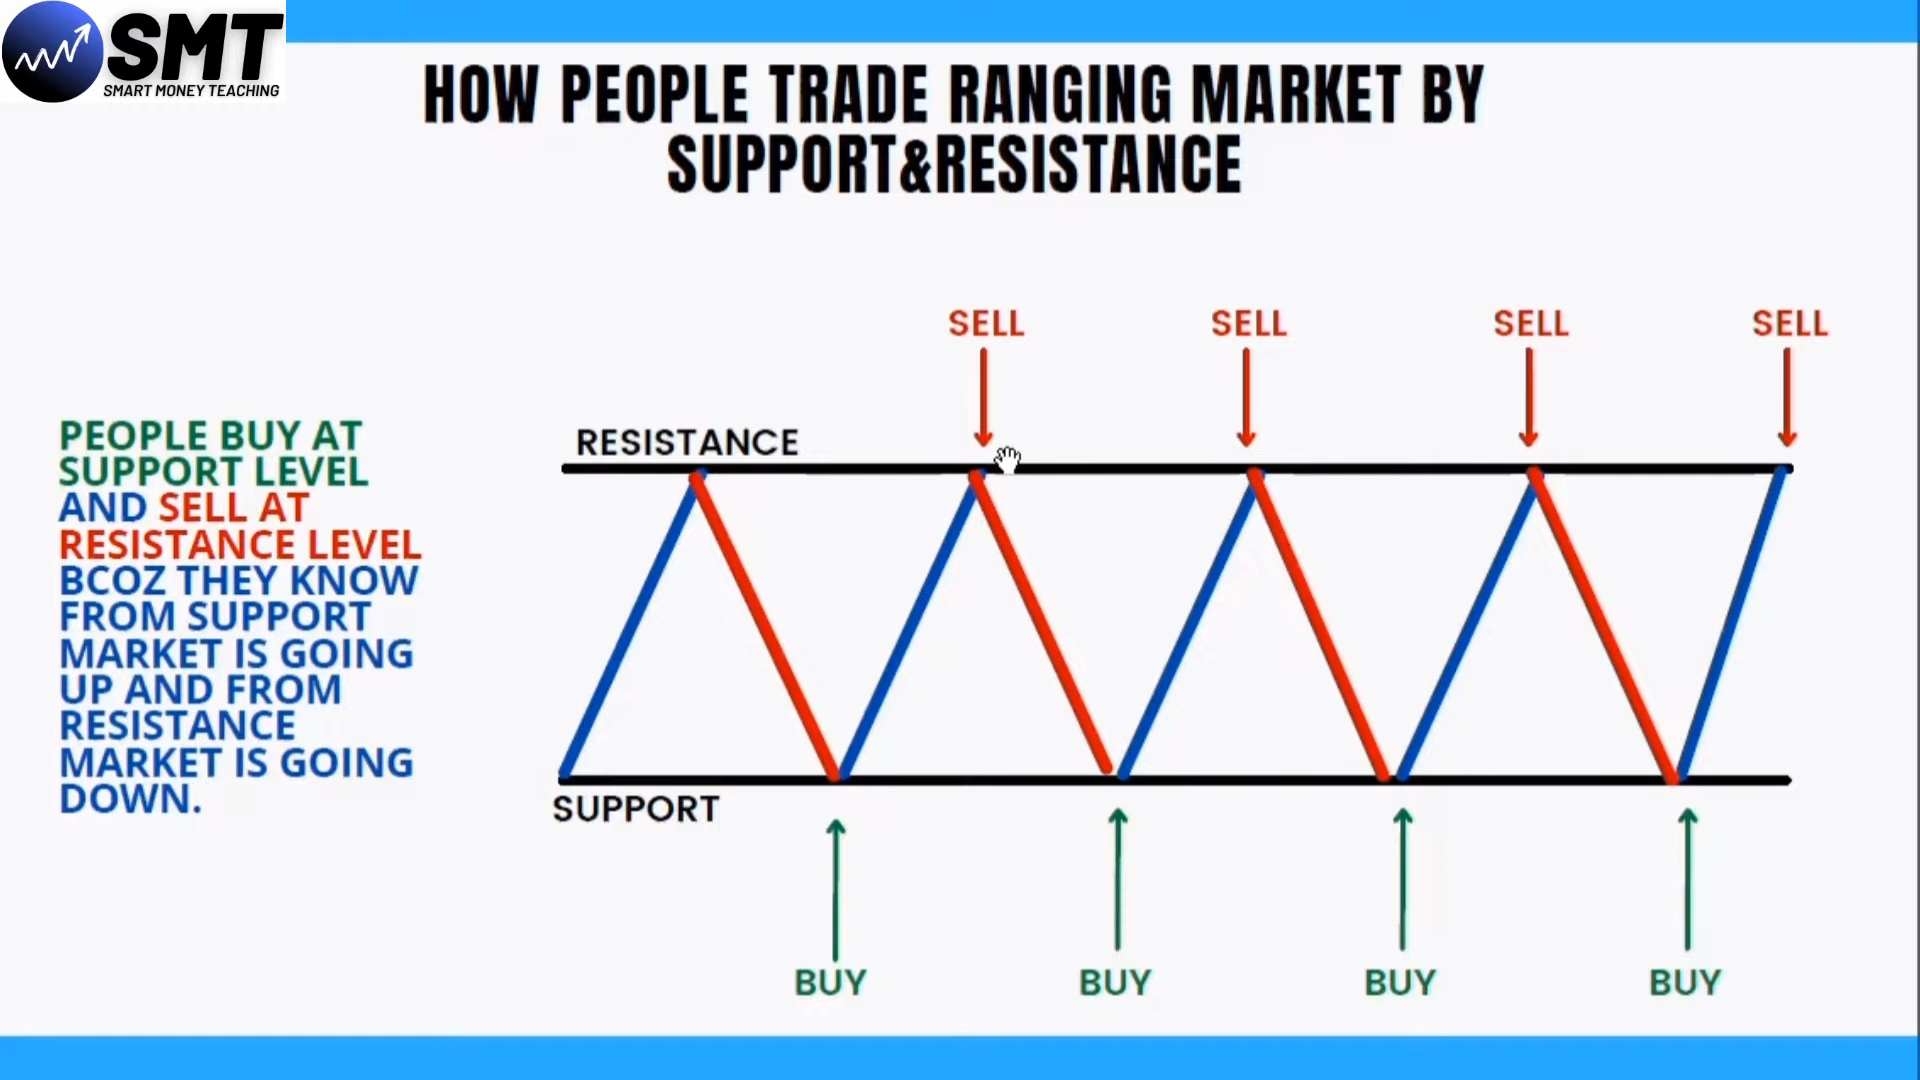 SMT
SMART MONEY TEACHING
HOW PEOPLE TRADE RANGING MARKET BY
SUPPORT&RESISTANCE
SELL SELL SELL SELL
PEOPLE BUY AT
SUPPORT LEVEL
AND SELL AT
RESISTANCE LEVEL
BCOZ THEY KNOW
FROM SUPPORT
MARKET IS GOING
UP AND FROM
RESISTANCE
MARKET IS GOING
DOWN.
RESISTANCE
SUPPORT
BUY BUY BUY BUY